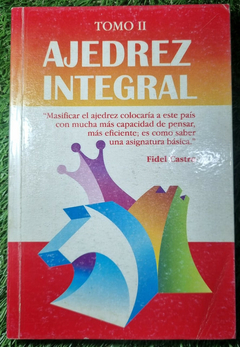 TOMO II
AJEDREZ
INTEGRAL
"Masificar el ajedrez colocaría a este país
con mucha más capacidad de pensar,
más eficiente; es como saber
una asignatura básica."
Fidel Castro